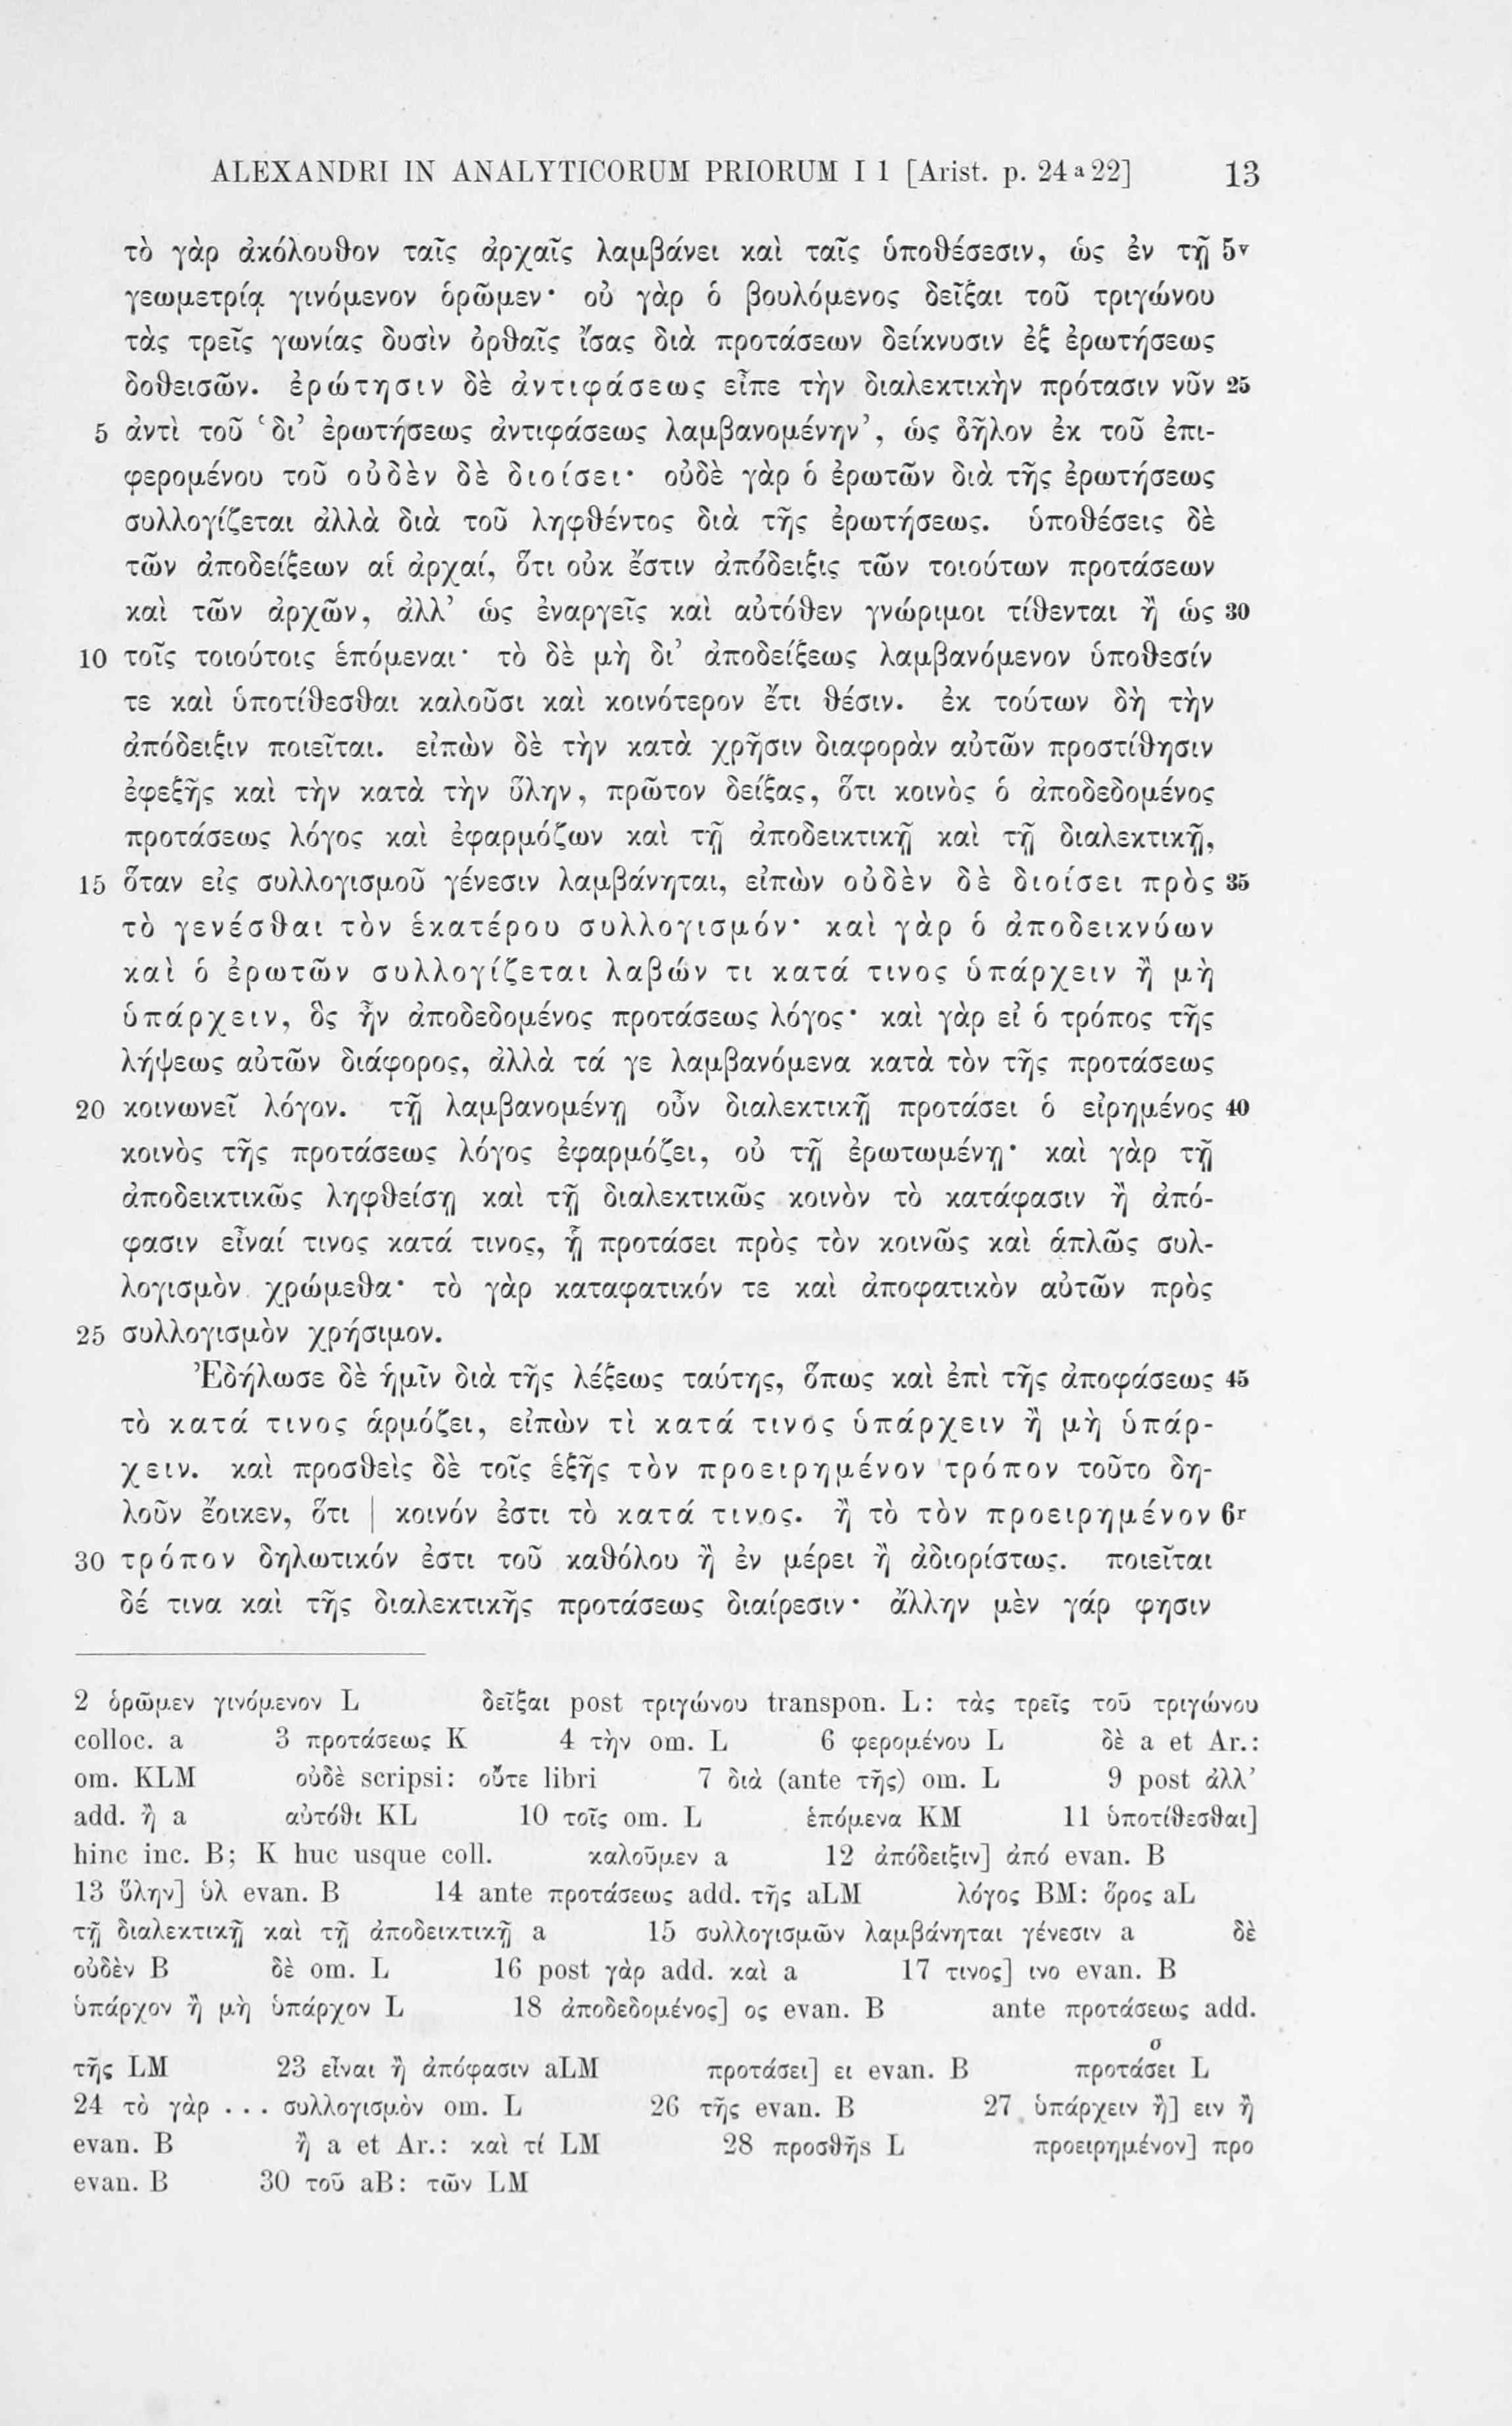 ALEXANDRI IN ANALYTICORUM PRIORUM I 1 [Arist. p. 24 a 22] 13
τὸ γὰρ ἀκόλουθον ταῖς ἀρχαῖς λαμβάνει καὶ ταῖς ὑποθέσεσιν, ὡς ἐν τῇ 5v
γεωμετρίᾳ γινόμενον ὁρῶμεν· οὐ γὰρ ὁ βουλόμενος δεῖξαι τοῦ τριγώνου
τὰς τρεῖς γωνίας δυσὶν ὀρθαῖς ἴσας διὰ προτάσεων δείκνυσιν ἐξ ἐρωτήσεως
δοθεισῶν. ἐρώτησιν δὲ ἀντιφάσεως εἶπε τὴν διαλεκτικὴν πρότασιν νῦν 25
5 ἀντὶ τοῦ ‘δι’ ἐρωτήσεως ἀντιφάσεως λαμβανομένην’, ὡς δῆλον ἐκ τοῦ ἐπι-
φερομένου τοῦ οὐδὲν δὲ διοίσει· οὐδὲ γὰρ ὁ ἐρωτῶν διὰ τῆς ἐρωτήσεως
συλλογίζεται ἀλλὰ διὰ τοῦ ληφθέντος διὰ τῆς ἐρωτήσεως. ὑποθέσεις δὲ
τῶν ἀποδείξεων αἱ ἀρχαί, ὅτι οὐκ ἔστιν ἀπόδειξις τῶν τοιούτων προτάσεων
καὶ τῶν ἀρχῶν, ἀλλ’ ὡς ἐναργεῖς καὶ αὐτόθεν γνώριμοι τίθενται ἢ ὡς 30
10 τοῖς τοιούτοις ἑπόμεναι· τὸ δὲ μὴ δι’ ἀποδείξεως λαμβανόμενον ὑποθεσίν
τε καὶ ὑποτίθεσθαι καλοῦσι καὶ κοινότερον ἔτι θέσιν. ἐκ τούτων δὴ τὴν
ἀπόδειξιν ποιεῖται. εἰπὼν δὲ τὴν κατὰ χρῆσιν διαφορὰν αὐτῶν προστίθησιν
ἐφεξῆς καὶ τὴν κατὰ τὴν ὕλην, πρῶτον δείξας, ὅτι κοινὸς ὁ ἀποδεδομένος
προτάσεως λόγος καὶ ἐφαρμόζων καὶ τῇ ἀποδεικτικῇ καὶ τῇ διαλεκτικῇ,
15 ὅταν εἰς συλλογισμοῦ γένεσιν λαμβάνηται, εἰπὼν οὐδὲν δὲ διοίσει πρὸς 35
τὸ γενέσθαι τὸν ἑκατέρου συλλογισμόν· καὶ γὰρ ὁ ἀποδεικνύων
καὶ ὁ ἐρωτῶν συλλογίζεται λαβών τι κατά τινος ὑπάρχειν ἢ μὴ
ὑπάρχειν, ὃς ἦν ἀποδεδομένος προτάσεως λόγος· καὶ γὰρ εἰ ὁ τρόπος τῆς
λήψεως αὐτῶν διάφορος, ἀλλὰ τά γε λαμβανόμενα κατὰ τὸν τῆς προτάσεως
20 κοινωνεῖ λόγον. τῇ λαμβανομένῃ οὖν διαλεκτικῇ προτάσει ὁ εἰρημένος 40
κοινὸς τῆς προτάσεως λόγος ἐφαρμόζει, οὐ τῇ ἐρωτωμένῃ· καὶ γὰρ τῇ
ἀποδεικτικῶς ληφθείσῃ καὶ τῇ διαλεκτικῶς κοινὸν τὸ κατάφασιν ἢ ἀπό-
φασιν εἶναί τινος κατά τινος, ᾗ προτάσει πρὸς τὸν κοινῶς καὶ ἁπλῶς συλ-
λογισμὸν χρώμεθα· τὸ γὰρ καταφατικόν τε καὶ ἀποφατικὸν αὐτῶν πρὸς
25 συλλογισμὸν χρήσιμον.
Ἐδήλωσε δὲ ἡμῖν διὰ τῆς λέξεως ταύτης, ὅπως καὶ ἐπὶ τῆς ἀποφάσεως 45
τὸ κατά τινος ἁρμόζει, εἰπὼν τὶ κατά τινος ὑπάρχειν ἢ μὴ ὑπάρ-
χειν. καὶ προσθεὶς δὲ τοῖς ἑξῆς τὸν προειρημένον τρόπον τοῦτο δη-
λοῦν ἔοικεν, ὅτι | κοινόν ἐστι τὸ κατά τινος. ἢ τὸ τὸν προειρημένον 6r
30 τρόπον δηλωτικόν ἐστι τοῦ καθόλου ἢ ἐν μέρει ἢ ἀδιορίστως. ποιεῖται
δέ τινα καὶ τῆς διαλεκτικῆς προτάσεως διαίρεσιν· ἄλλην μὲν γάρ φησιν
2 ὁρῶμεν γινόμενον L δεῖξαι post τριγώνου transpon. L: τὰς τρεῖς τοῦ τριγώνου
colloc. a 3 προτάσεως K 4 τὴν om. L 6 φερομένου L δὲ a et Ar.:
om. KLM οὐδὲ scripsi: οὔτε libri 7 διὰ (ante τῆς) om. L 9 post ἀλλ’
add. ἢ a αὐτόθι KL 10 τοῖς om. L ἑπόμενα KM 11 ὑποτίθεσθαι]
hinc inc. B; K huc usque coll. καλοῦμεν a 12 ἀπόδειξιν] ἀπό evan. B
13 ὕλην] ὑλ evan. B 14 ante προτάσεως add. τῆς aLM λόγος BM: ὅρος aL
τῇ διαλεκτικῇ καὶ τῇ ἀποδεικτικῇ a 15 συλλογισμῶν λαμβάνηται γένεσιν a δὲ
οὐδὲν B δὲ om. L 16 post γὰρ add. καὶ a 17 τινος] ινο evan. B
ὑπάρχον ἢ μὴ ὑπάρχον L 18 ἀποδεδομένος] ος evan. B ante προτάσεως add.
τῆς LM 23 εἶναι ἢ ἀπόφασιν aLM προτάσει] ει evan. B προτάσει L
24 τὸ γὰρ ... συλλογισμὸν om. L 26 τῆς evan. B 27 ὑπάρχειν ἢ] ειν ἢ
evan. B ἢ a et Ar.: καὶ τί LM 28 προσθῆς L προειρημένον] προ
evan. B 30 τοῦ aB: τῶν LM